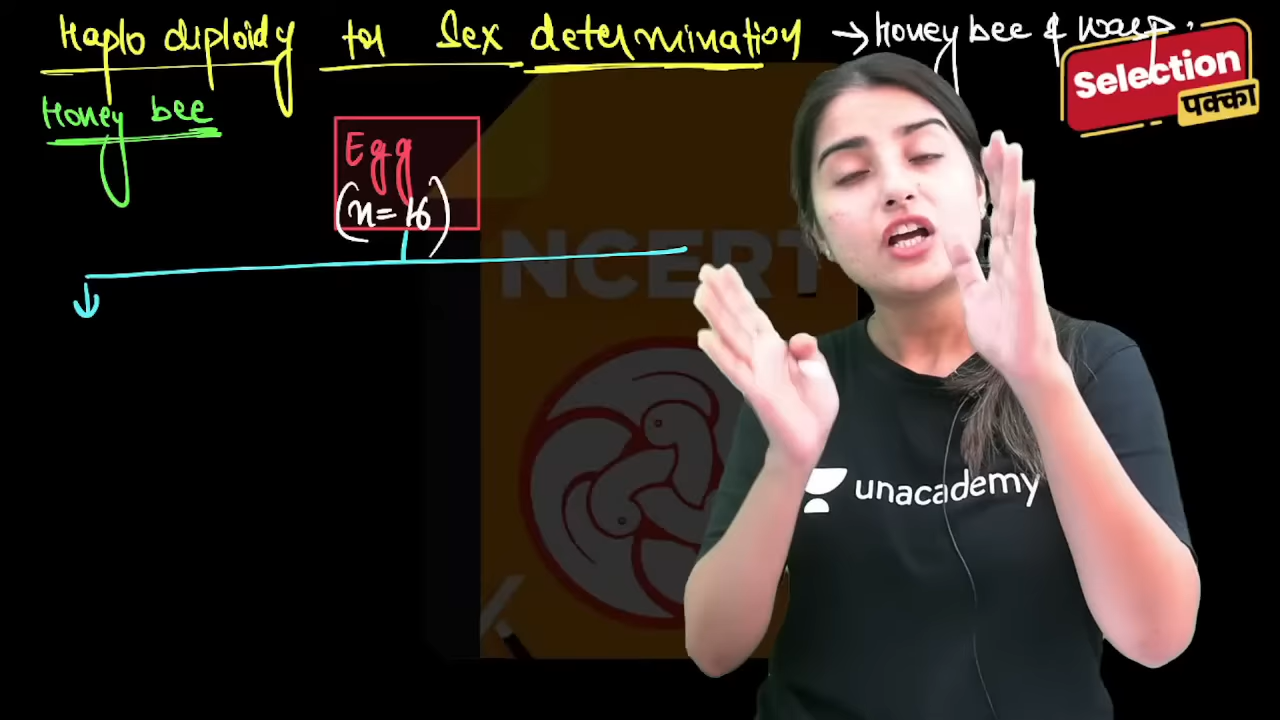 Haplo diploidy for Sex determination → Honey bee & wasp.
Selection
पक्का
Honey bee
Egg
(n=16)
NCERT
unacademy